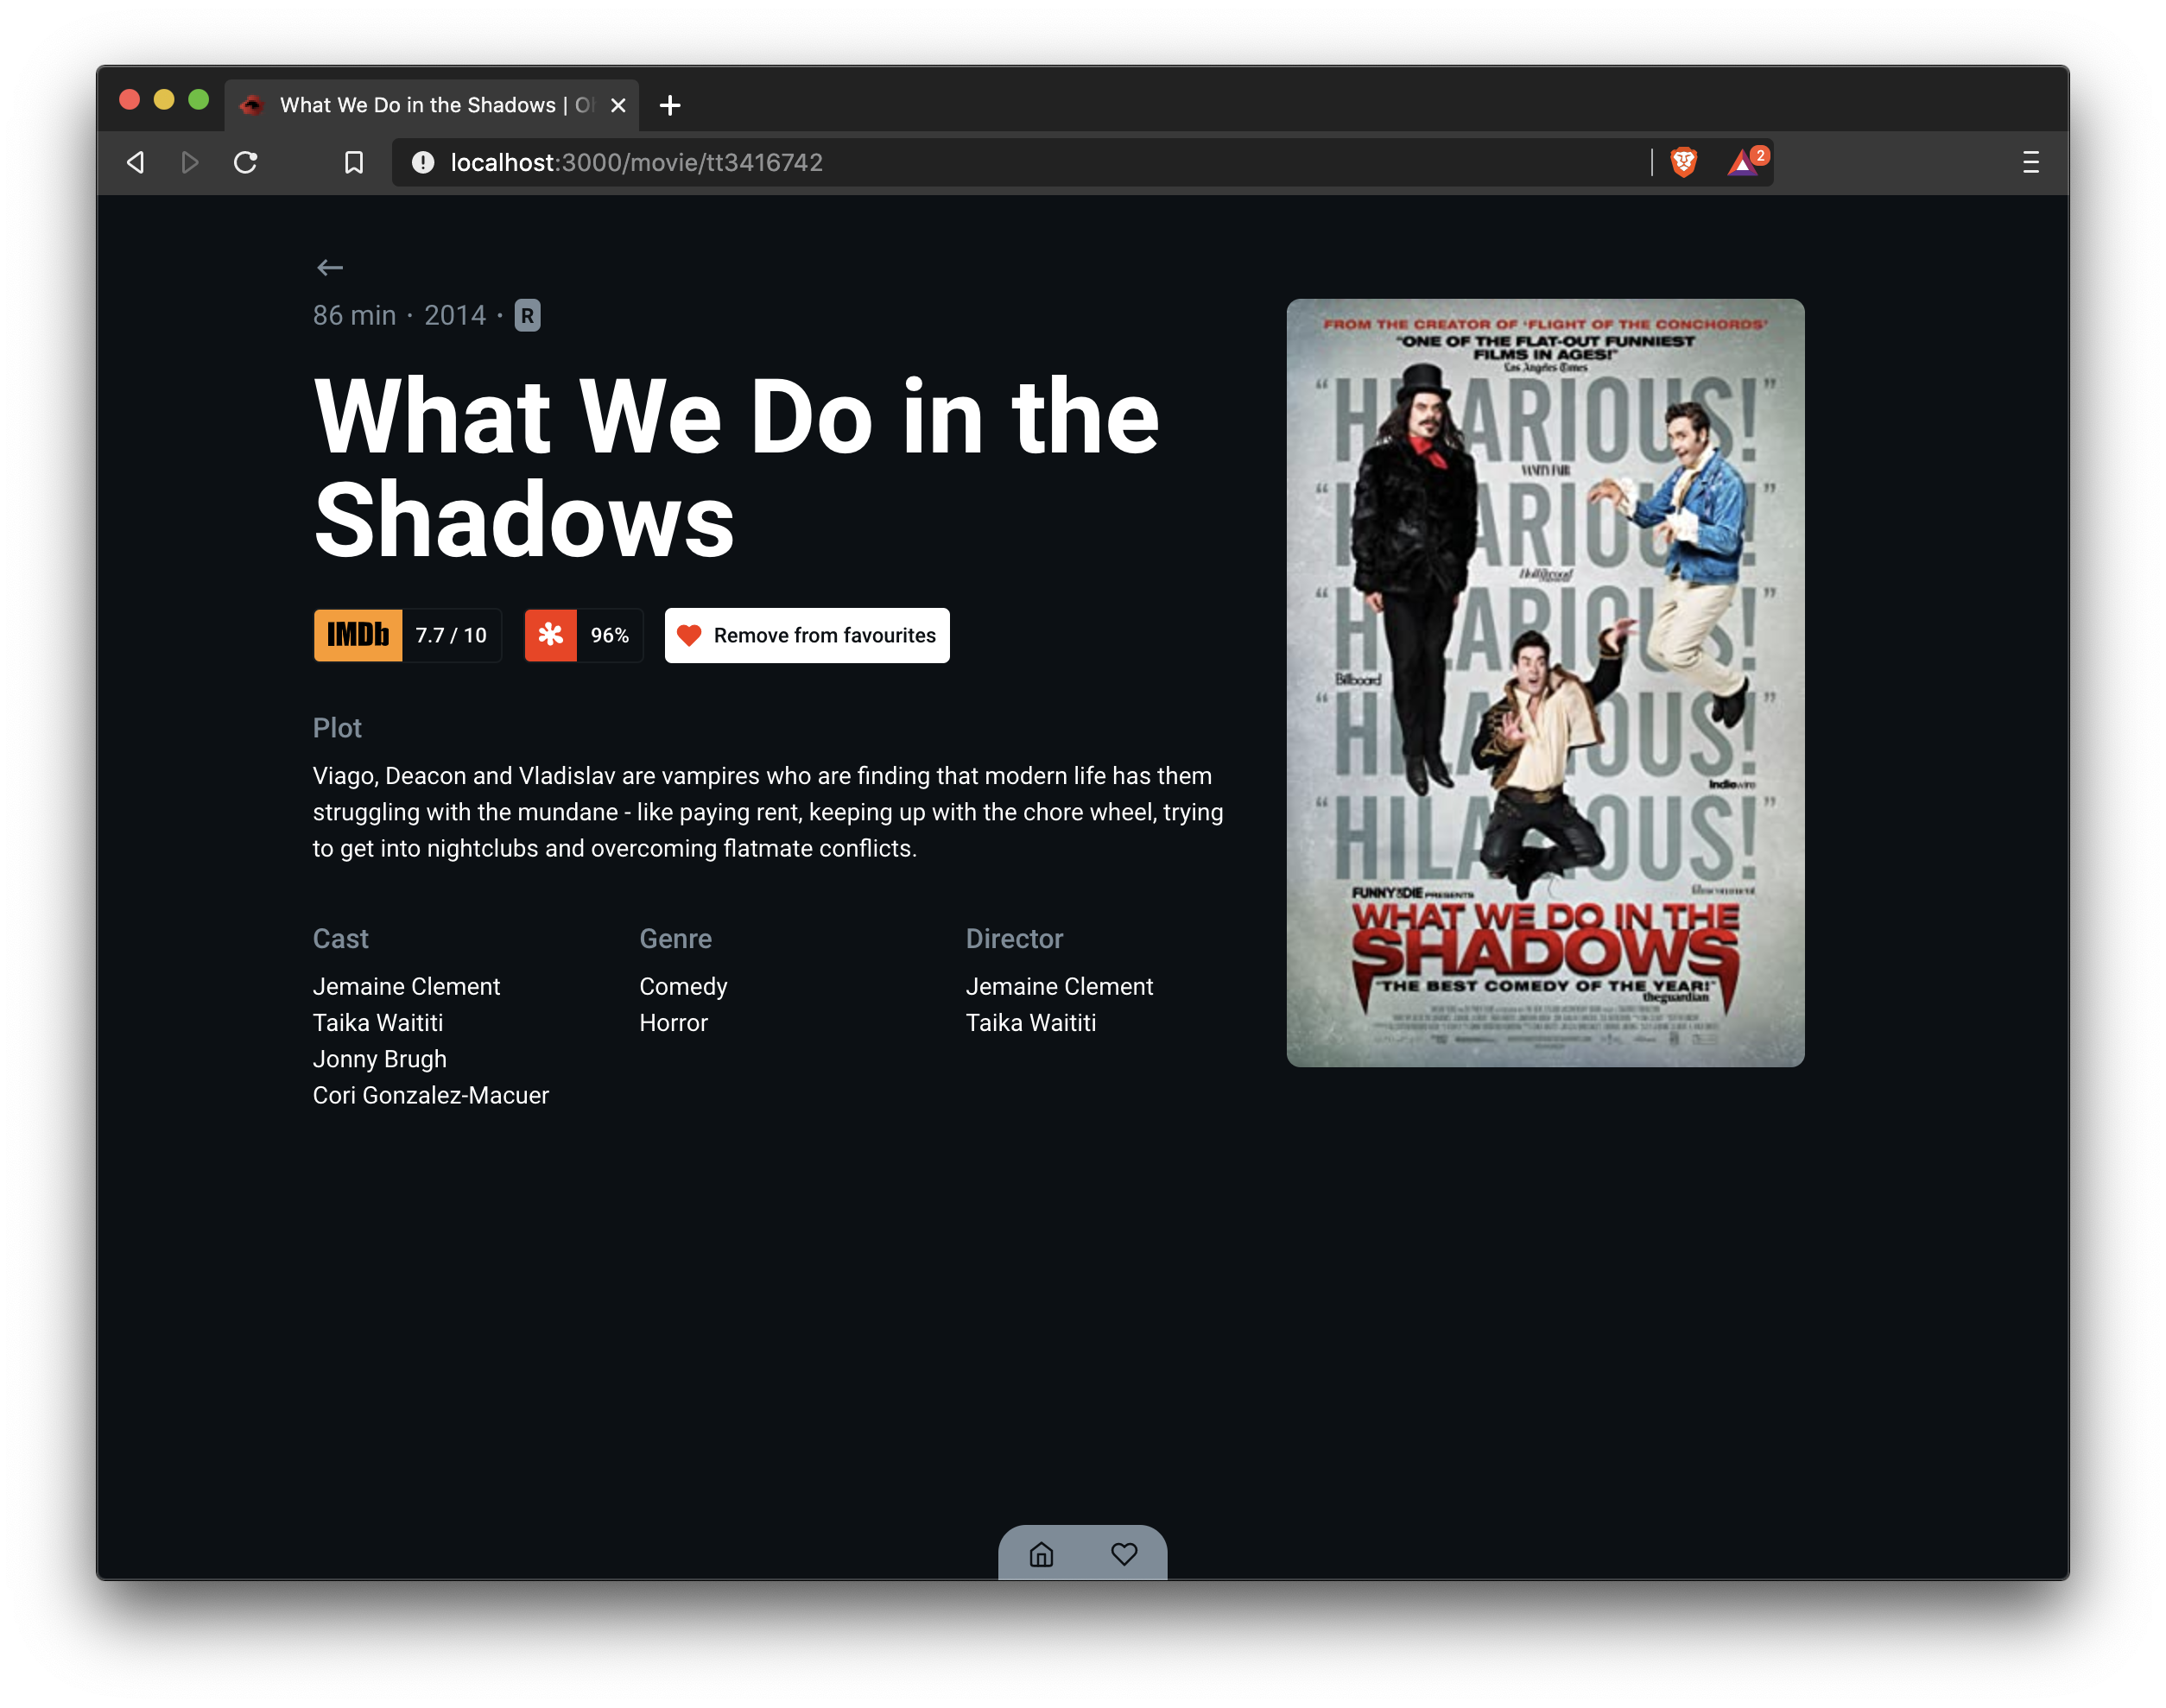 What We Do in the Shadows | Oh
localhost:3000/movie/tt3416742
2
86 min · 2014 · R
What We Do in the
Shadows
IMDb 7.7 / 10 96% Remove from favourites
Plot
Viago, Deacon and Vladislav are vampires who are finding that modern life has them
struggling with the mundane - like paying rent, keeping up with the chore wheel, trying
to get into nightclubs and overcoming flatmate conflicts.
Cast
Jemaine Clement
Taika Waititi
Jonny Brugh
Cori Gonzalez-Macuer
Genre
Comedy
Horror
Director
Jemaine Clement
Taika Waititi
FROM THE CREATOR OF 'FLIGHT OF THE CONCHORDS'
"ONE OF THE FLAT-OUT FUNNIEST
FILMS IN AGES!"
Los Angeles Times
"HILARIOUS!"
VANITY FAIR
"HILARIOUS!"
Hollywood
"HILARIOUS!"
Billboard
"HILARIOUS!"
Indiewire
"HILARIOUS!"
filmcomment
FUNNY OR DIE PRESENTS
WHAT WE DO IN THE
SHADOWS
"THE BEST COMEDY OF THE YEAR!"
theguardian